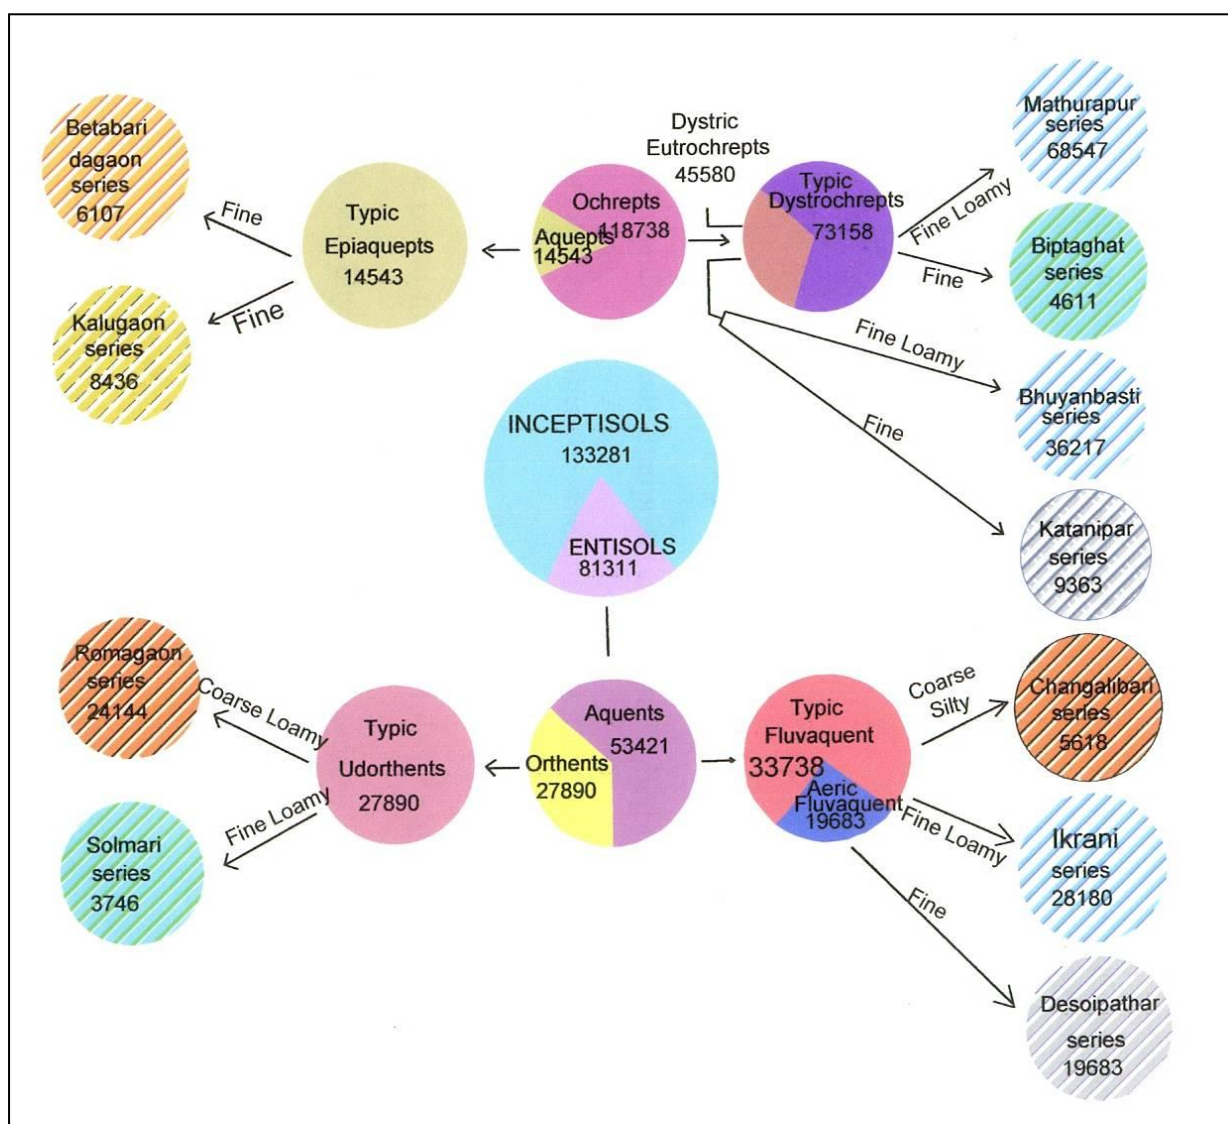 Betabari
dagaon
series
6107
Fine
Kalugaon
series
8436
Fine
Typic
Epiaquepts
14543
Ochrepts
118738
Aquepts
14543
Dystric
Eutrochrepts
45580
Typic
Dystrochrepts
73158
Fine Loamy
Mathurapur
series
68547
Fine
Biptaghat
series
4611
Fine Loamy
Bhuyanbasti
series
36217
Fine
Katanipar
series
9363
INCEPTISOLS
133281
ENTISOLS
81311
Romagaon
series
24144
Coarse Loamy
Solmari
series
3746
Fine Loamy
Typic
Udorthents
27890
Aquents
53421
Orthents
27890
Typic
Fluvaquent
33738
Aeric
Fluvaquent
19683
Coarse
Silty
Changalibari
series
5618
Fine Loamy
Ikrani
series
28180
Fine
Desoipathar
series
19683